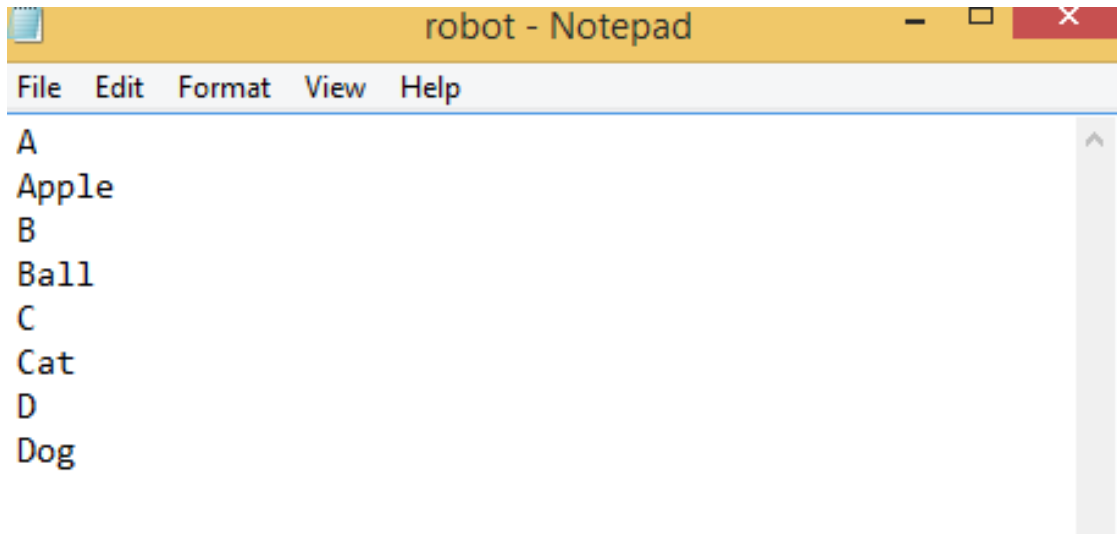 robot - Notepad
File Edit Format View Help
A
Apple
B
Ball
C
Cat
D
Dog